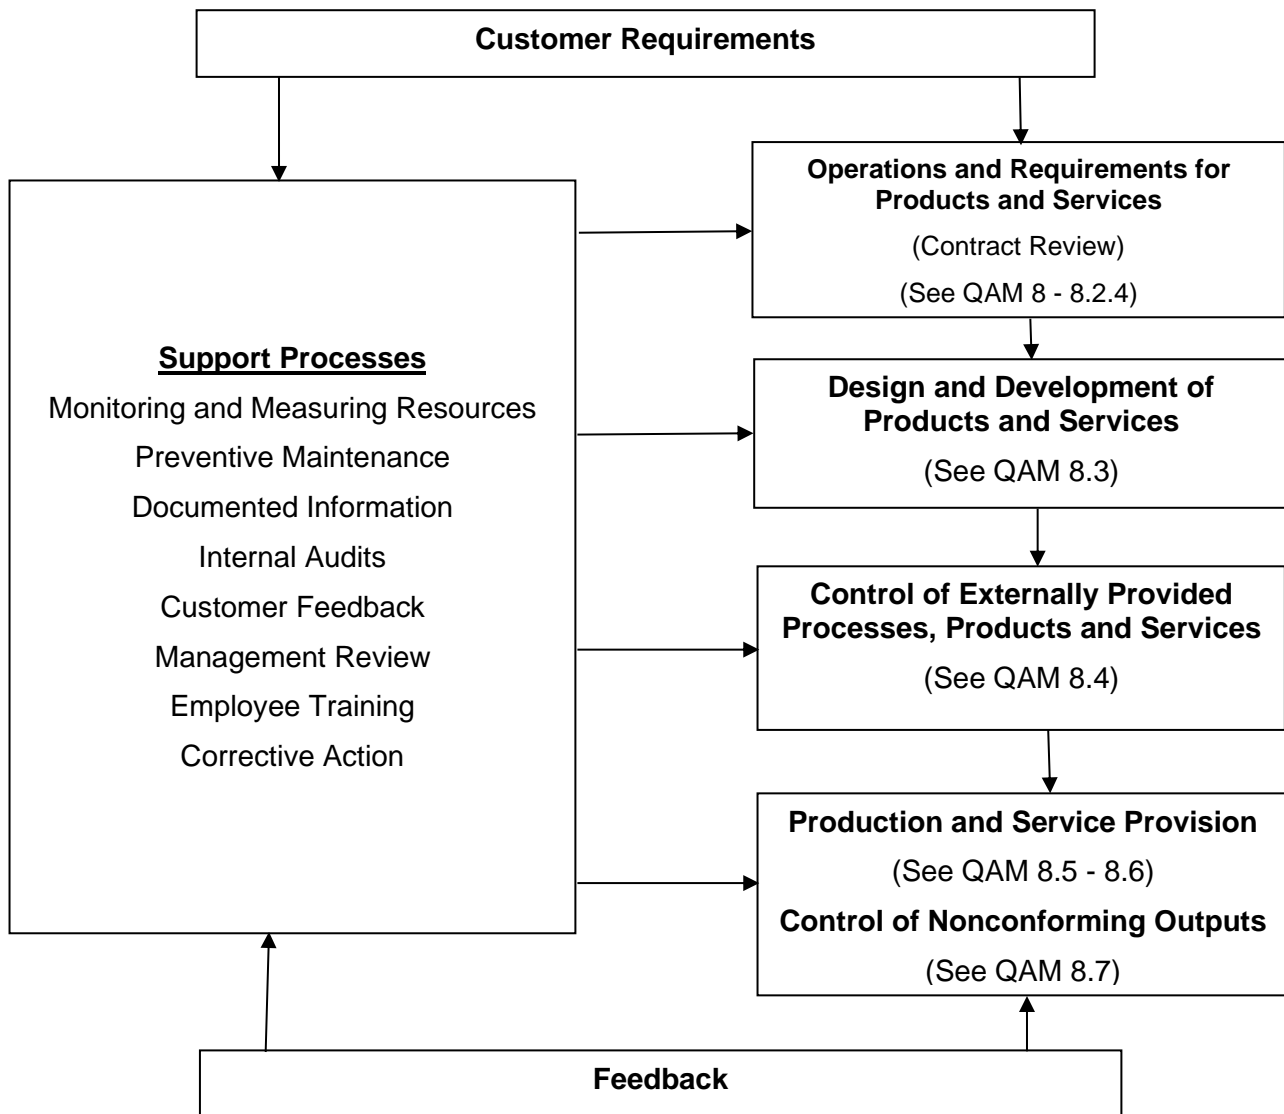 Customer Requirements
Operations and Requirements for
Products and Services
(Contract Review)
(See QAM 8 - 8.2.4)
Support Processes
Monitoring and Measuring Resources
Preventive Maintenance
Documented Information
Internal Audits
Customer Feedback
Management Review
Employee Training
Corrective Action
Design and Development of
Products and Services
(See QAM 8.3)
Control of Externally Provided
Processes, Products and Services
(See QAM 8.4)
Production and Service Provision
(See QAM 8.5 - 8.6)
Control of Nonconforming Outputs
(See QAM 8.7)
Feedback